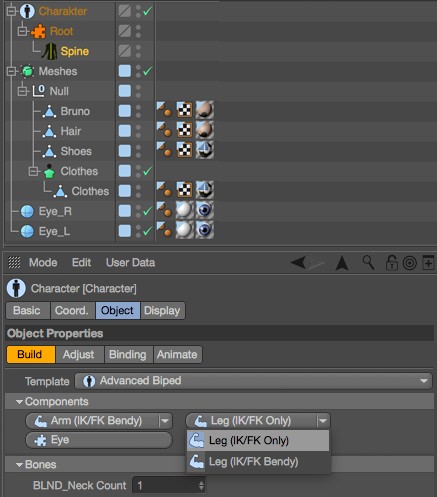 Charakter
Root
Spine
Meshes
Null
Bruno
Hair
Shoes
Clothes
Clothes
Eye_R
Eye_L
Mode Edit User Data
Character [Character]
Basic Coord. Object Display
Object Properties
Build Adjust Binding Animate
Template Advanced Biped
Components
Arm (IK/FK Bendy) Leg (IK/FK Only)
Eye Leg (IK/FK Only)
Leg (IK/FK Bendy)
Bones
BLND_Neck Count 1